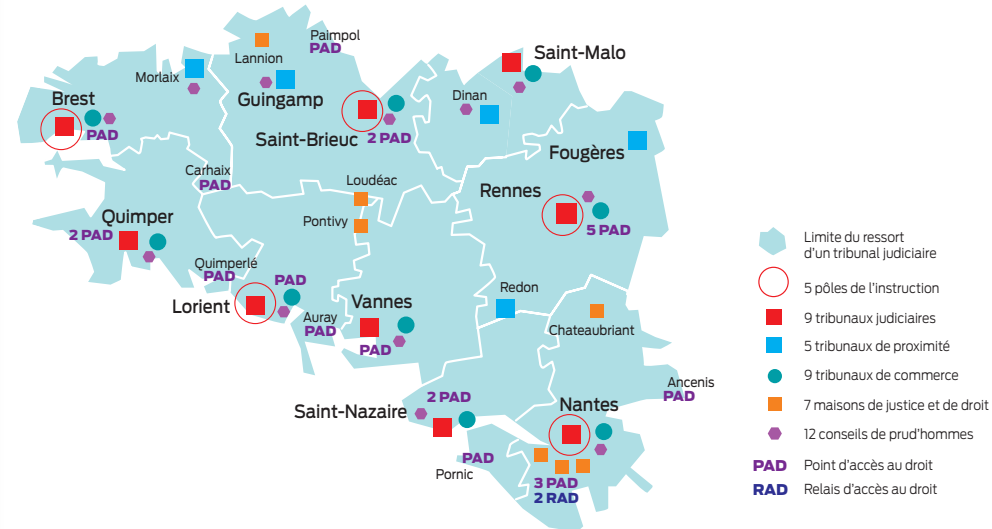 Paimpol
PAD
Lannion
Saint-Malo
Morlaix
Guingamp
Dinan
Brest
PAD
Saint-Brieuc
2 PAD
Fougères
Carhaix
PAD
Loudéac
Rennes
5 PAD
Pontivy
Quimper
2 PAD
Quimperlé
PAD
PAD
Lorient
Auray
PAD
Vannes
PAD
Redon
Chateaubriant
Ancenis
PAD
2 PAD
Saint-Nazaire
Nantes
PAD
Pornic
3 PAD
2 RAD
Limite du ressort
d'un tribunal judiciaire
5 pôles de l'instruction
9 tribunaux judiciaires
5 tribunaux de proximité
9 tribunaux de commerce
7 maisons de justice et de droit
12 conseils de prud'hommes
PAD Point d'accès au droit
RAD Relais d'accès au droit